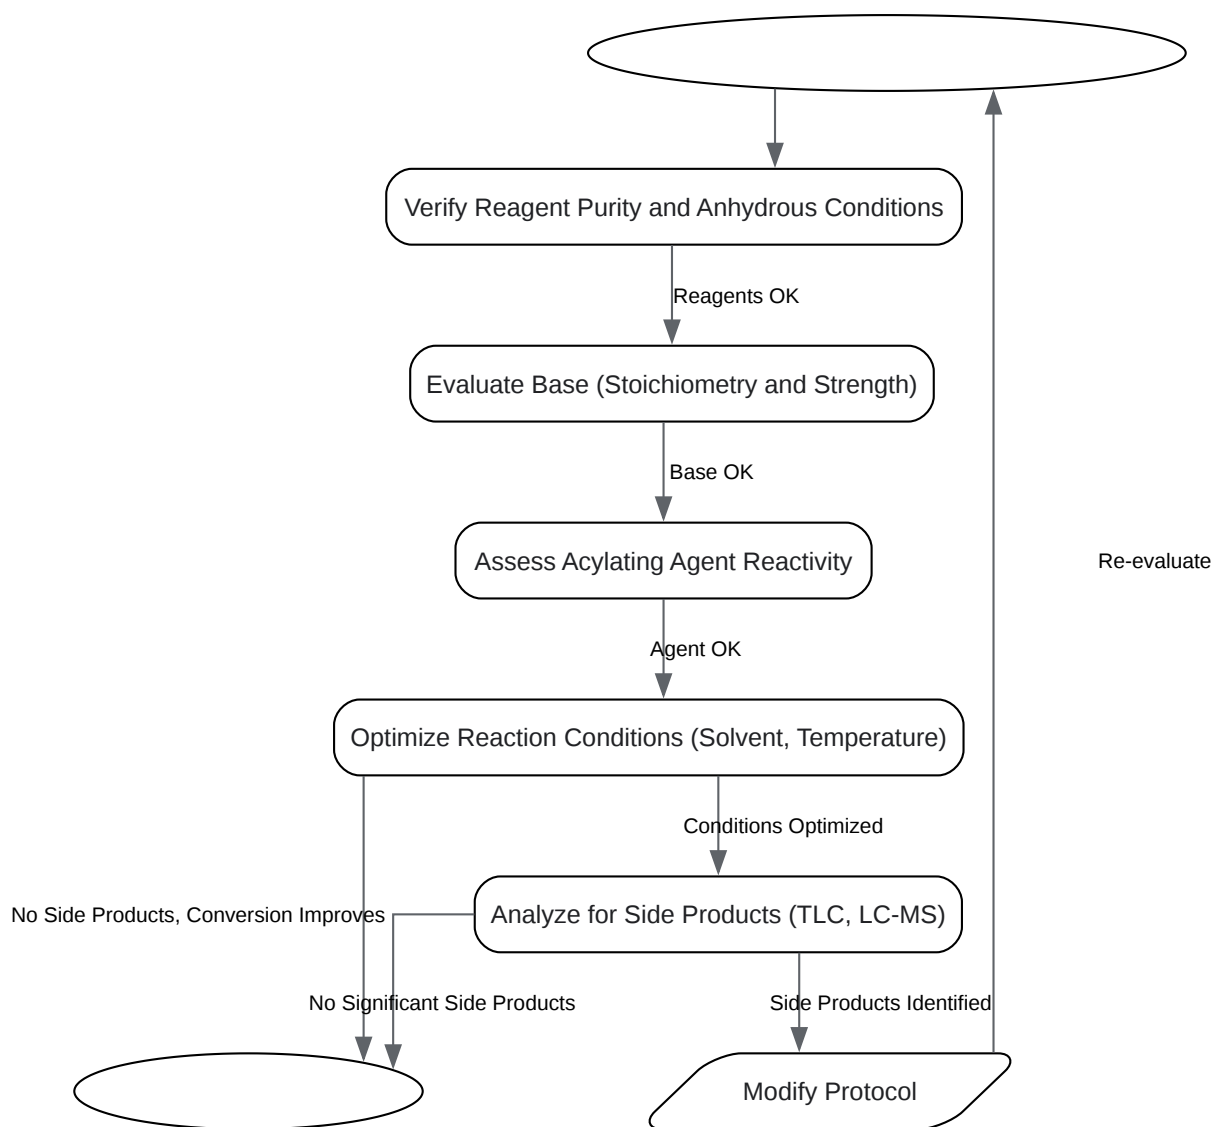 Verify Reagent Purity and Anhydrous Conditions
Reagents OK
Evaluate Base (Stoichiometry and Strength)
Base OK
Assess Acylating Agent Reactivity
Re-evaluate
Agent OK
Optimize Reaction Conditions (Solvent, Temperature)
Conditions Optimized
No Side Products, Conversion Improves
Analyze for Side Products (TLC, LC-MS)
No Significant Side Products
Side Products Identified
Modify Protocol